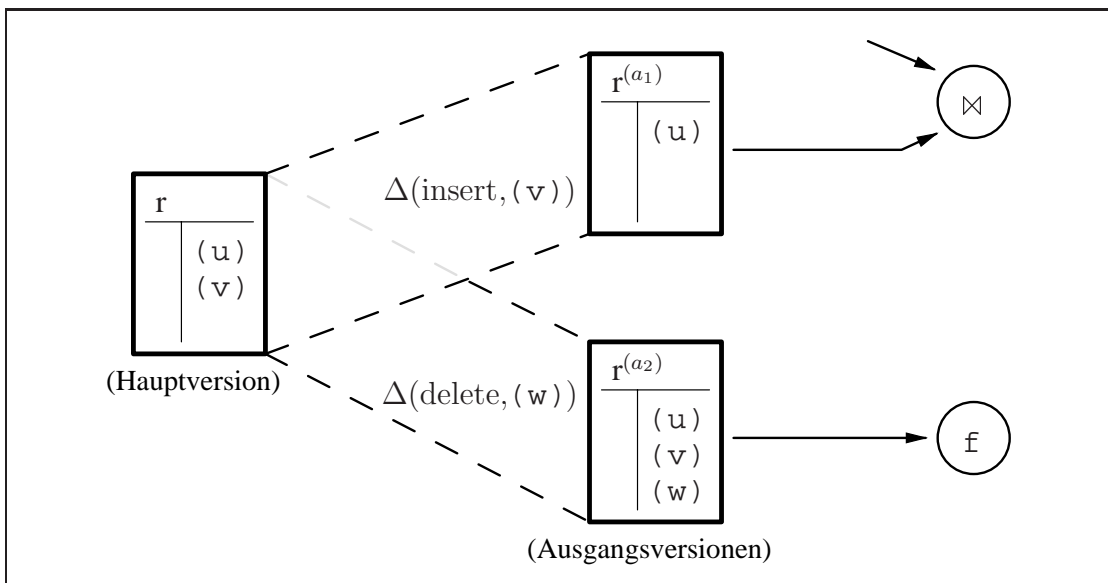 r
(u)
(v)
(Hauptversion)
Δ(insert,(v))
Δ(delete,(w))
r^(a₁)
(u)
r^(a₂)
(u)
(v)
(w)
(Ausgangsversionen)
⋈
f